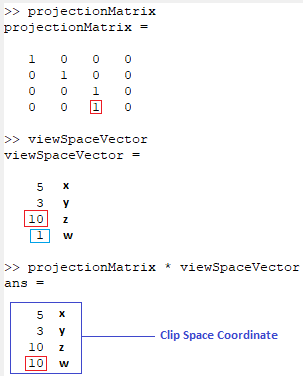 >> projectionMatrix
projectionMatrix =
1 0 0 0
0 1 0 0
0 0 1 0
0 0 1 0
>> viewSpaceVector
viewSpaceVector =
5 x
3 y
10 z
1 w
>> projectionMatrix * viewSpaceVector
ans =
5 x
3 y
10 z
10 w
Clip Space Coordinate